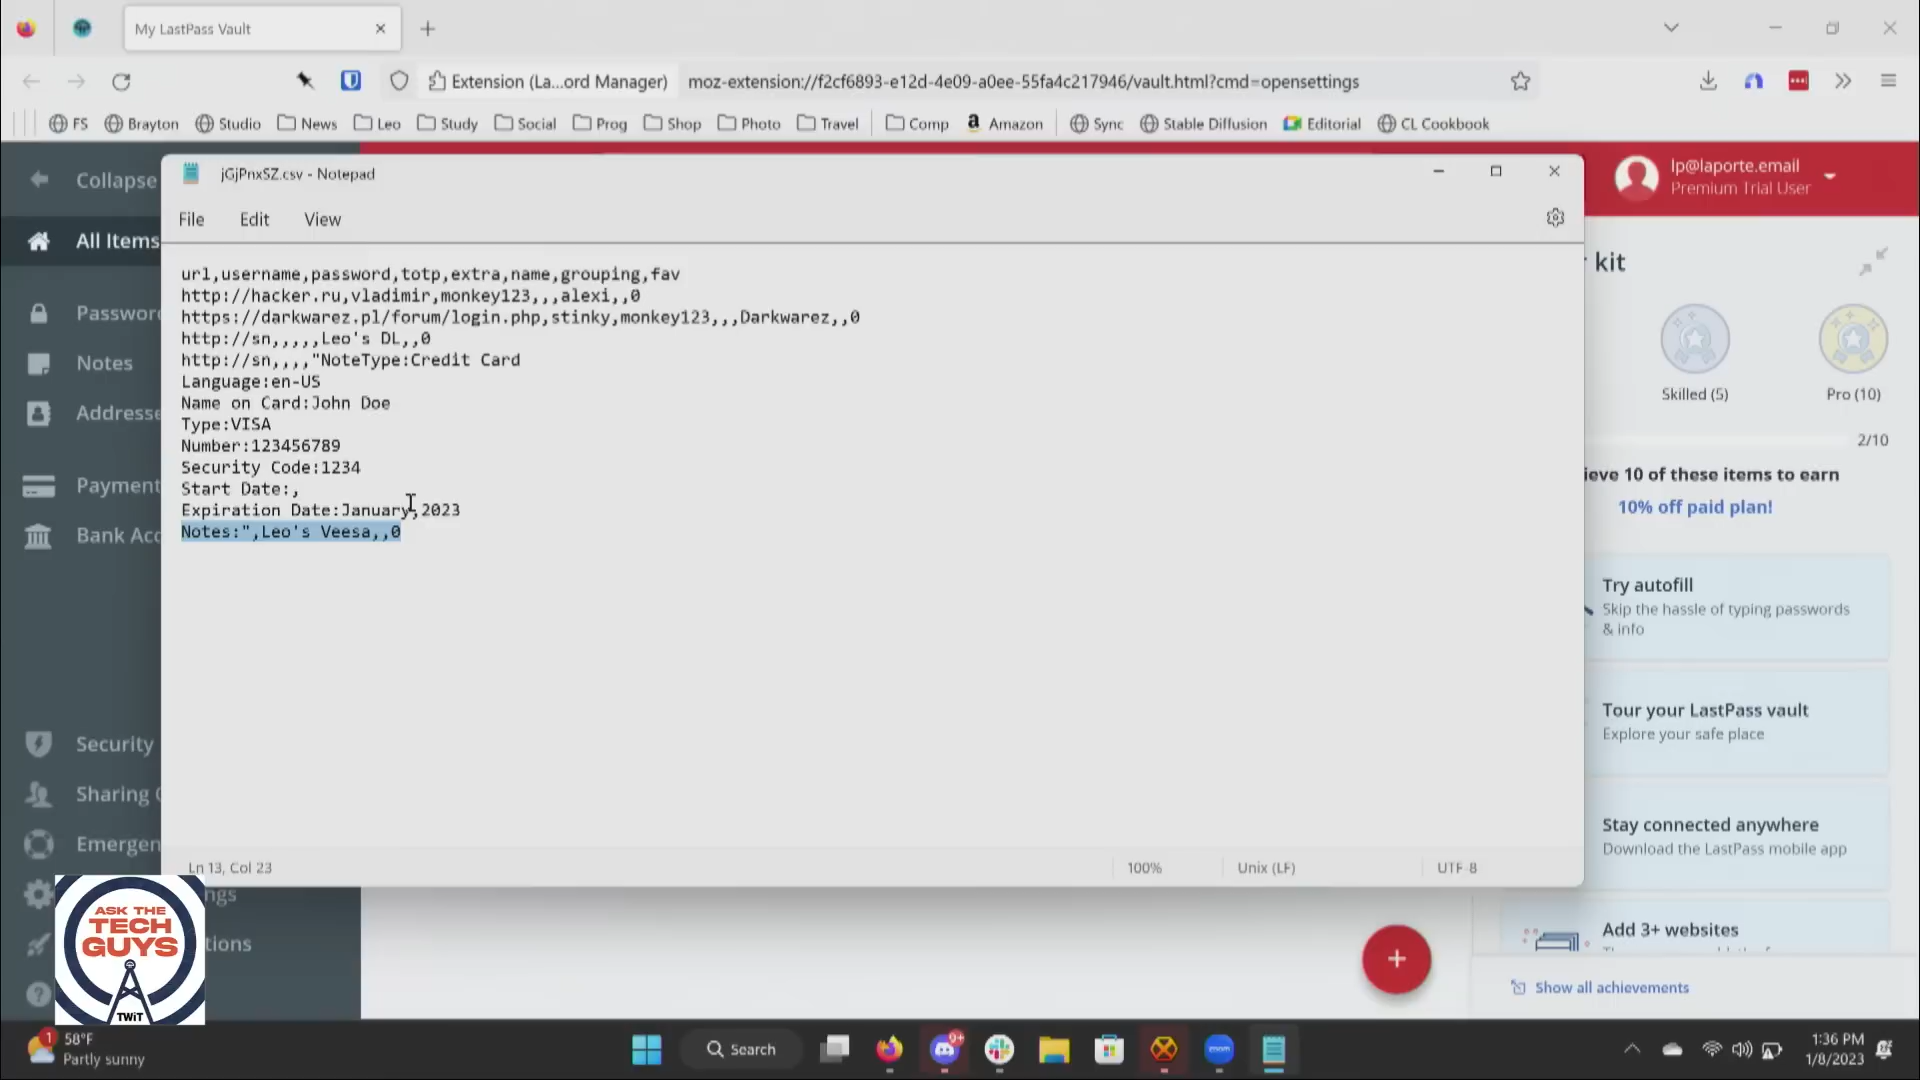 My LastPass Vault
Extension (La...ord Manager)
moz-extension://f2cf6893-e12d-4e09-a0ee-55fa4c217946/vault.html?cmd=opensettings
FS Brayton Studio News Leo Study Social Prog Shop Photo Travel Comp Amazon Sync Stable Diffusion Editorial CL Cookbook
Collapse
jGjPnxSZ.csv - Notepad
lp@laporte.email
Premium Trial User
File Edit View
All Items
url,username,password,totp,extra,name,grouping,fav
http://hacker.ru,vladimir,monkey123,,,alexi,,0
https://darkwarez.pl/forum/login.php,stinky,monkey123,,,Darkwarez,,0
http://sn,,,,,Leo's DL,,0
http://sn,,,,"NoteType:Credit Card
Language:en-US
Name on Card:John Doe
Type:VISA
Number:123456789
Security Code:1234
Start Date:,
Expiration Date:January,2023
Notes:",Leo's Veesa,,0
Ln 13, Col 23
100%
Unix (LF)
UTF-8
Passwor
Notes
Addresse
Payment
Bank Acc
Security
Sharing
Emergen
ngs
tions
kit
Skilled (5)
Pro (10)
2/10
ieve 10 of these items to earn
10% off paid plan!
Try autofill
Skip the hassle of typing passwords
& info
Tour your LastPass vault
Explore your safe place
Stay connected anywhere
Download the LastPass mobile app
Add 3+ websites
+
Show all achievements
ASK THE
TECH
GUYS
TWiT
1
58°F
Partly sunny
Search
9+
zoom
1:36 PM
1/8/2023